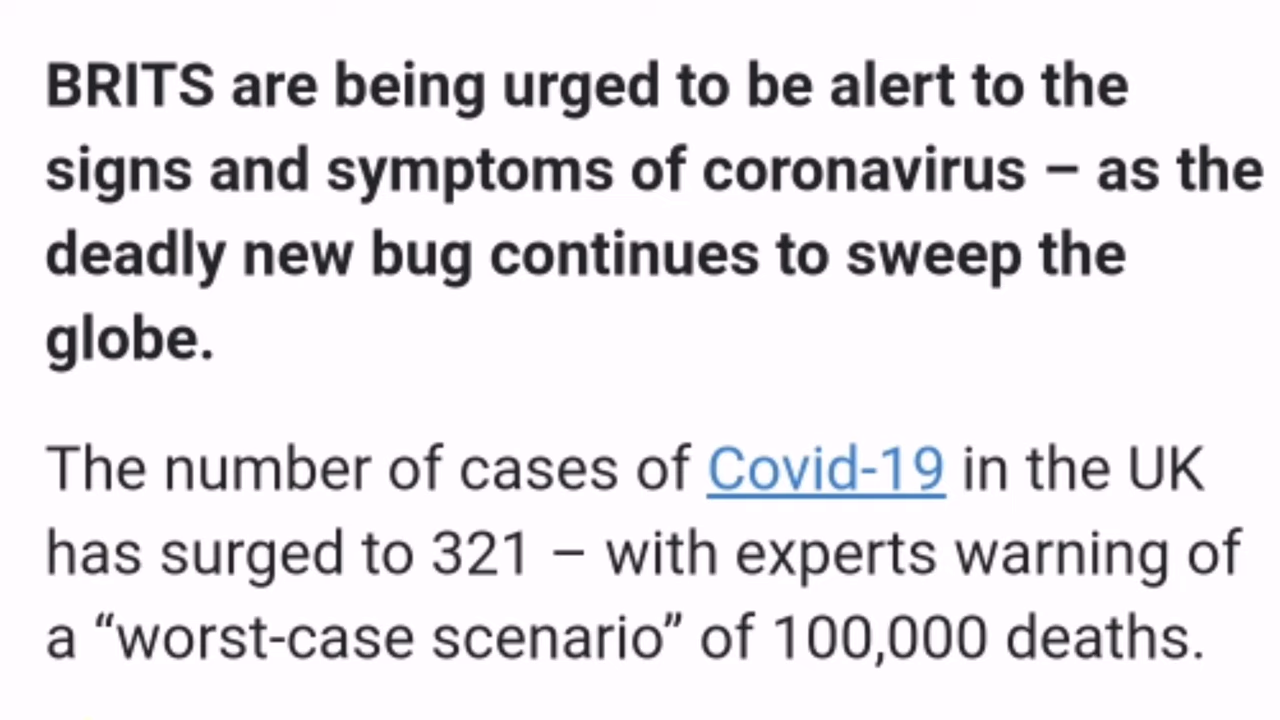 BRITS are being urged to be alert to the
signs and symptoms of coronavirus – as the
deadly new bug continues to sweep the
globe.
The number of cases of Covid-19 in the UK
has surged to 321 – with experts warning of
a “worst-case scenario” of 100,000 deaths.